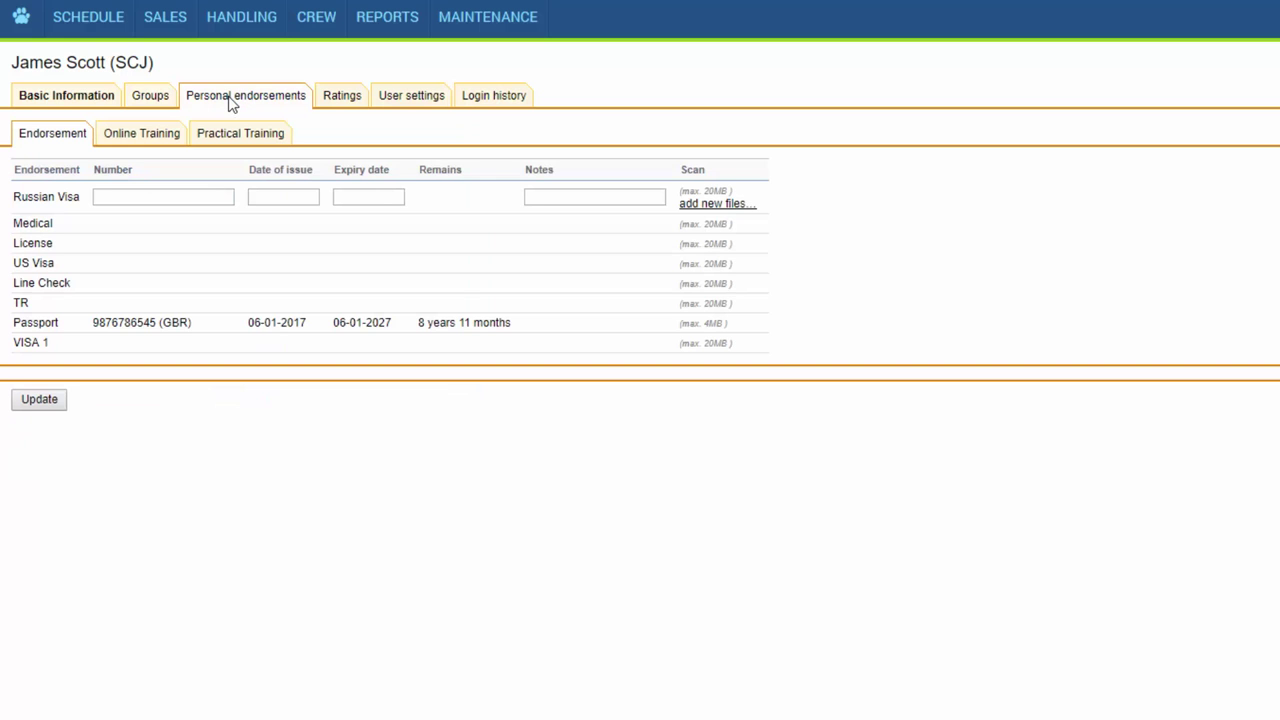 SCHEDULE SALES HANDLING CREW REPORTS MAINTENANCE
James Scott (SCJ)
Basic Information Groups Personal endorsements Ratings User settings Login history
Endorsement Online Training Practical Training
Endorsement Number Date of issue Expiry date Remains Notes Scan
(max. 20MB )
Russian Visa add new files...
Medical (max. 20MB )
License (max. 20MB )
US Visa (max. 20MB )
Line Check (max. 20MB )
TR (max. 20MB )
Passport 9876786545 (GBR) 06-01-2017 06-01-2027 8 years 11 months (max. 4MB )
VISA 1 (max. 20MB )
Update